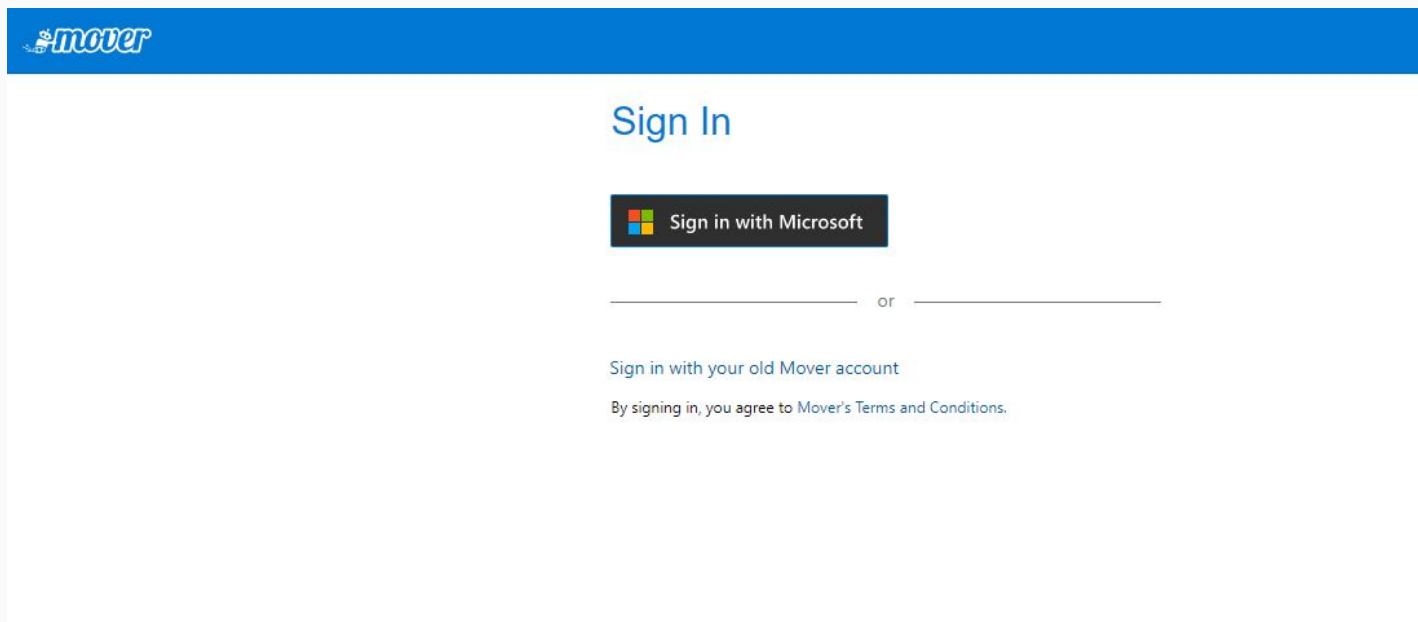 mover
Sign In
Sign in with Microsoft
or
Sign in with your old Mover account
By signing in, you agree to Mover's Terms and Conditions.